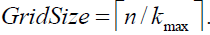 GridSize = ⌈n / k_max⌉.